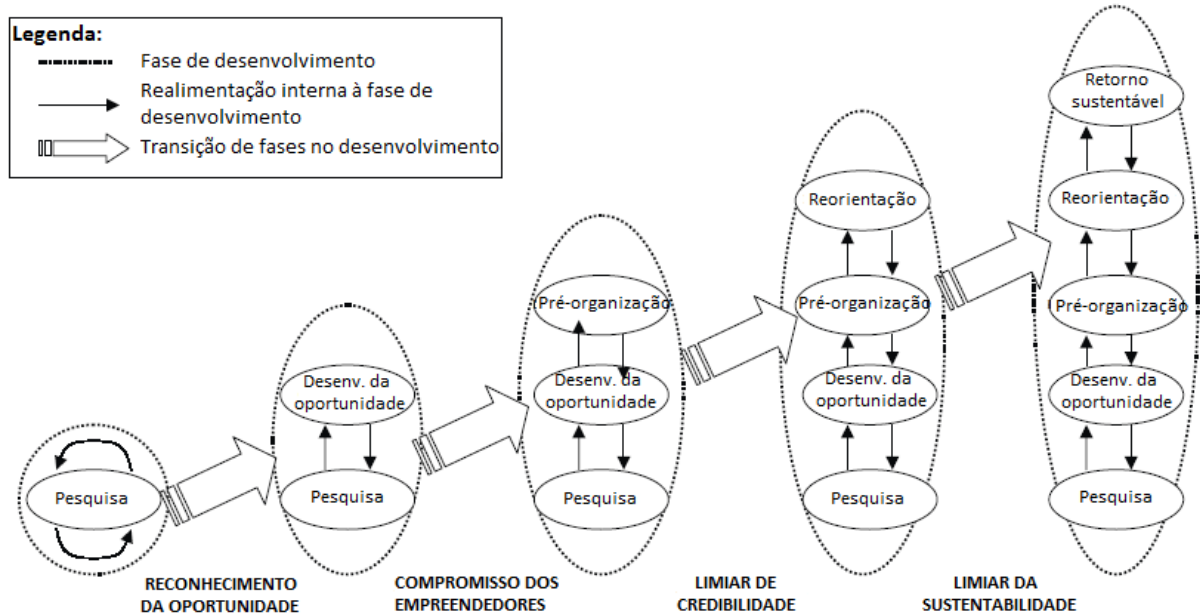 Legenda:
Fase de desenvolvimento
Realimentação interna à fase de
desenvolvimento
Transição de fases no desenvolvimento
Pesquisa
Desenv. da
oportunidade
Pesquisa
Pré-organização
Desenv. da
oportunidade
Pesquisa
Reorientação
Pré-organização
Desenv. da
oportunidade
Pesquisa
Retorno
sustentável
Reorientação
Pré-organização
Desenv. da
oportunidade
Pesquisa
RECONHECIMENTO
DA OPORTUNIDADE
COMPROMISSO DOS
EMPREENDEDORES
LIMIAR DE
CREDIBILIDADE
LIMIAR DA
SUSTENTABILIDADE